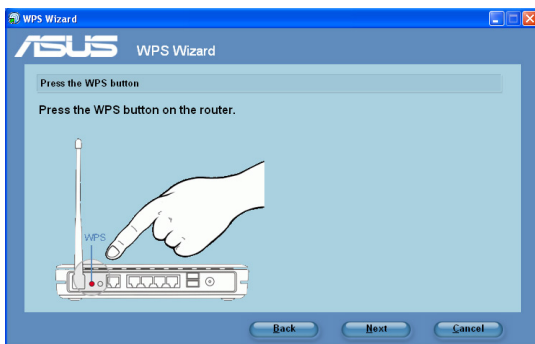 WPS Wizard
ASUS WPS Wizard
Press the WPS button
Press the WPS button on the router.
WPS
Back Next Cancel